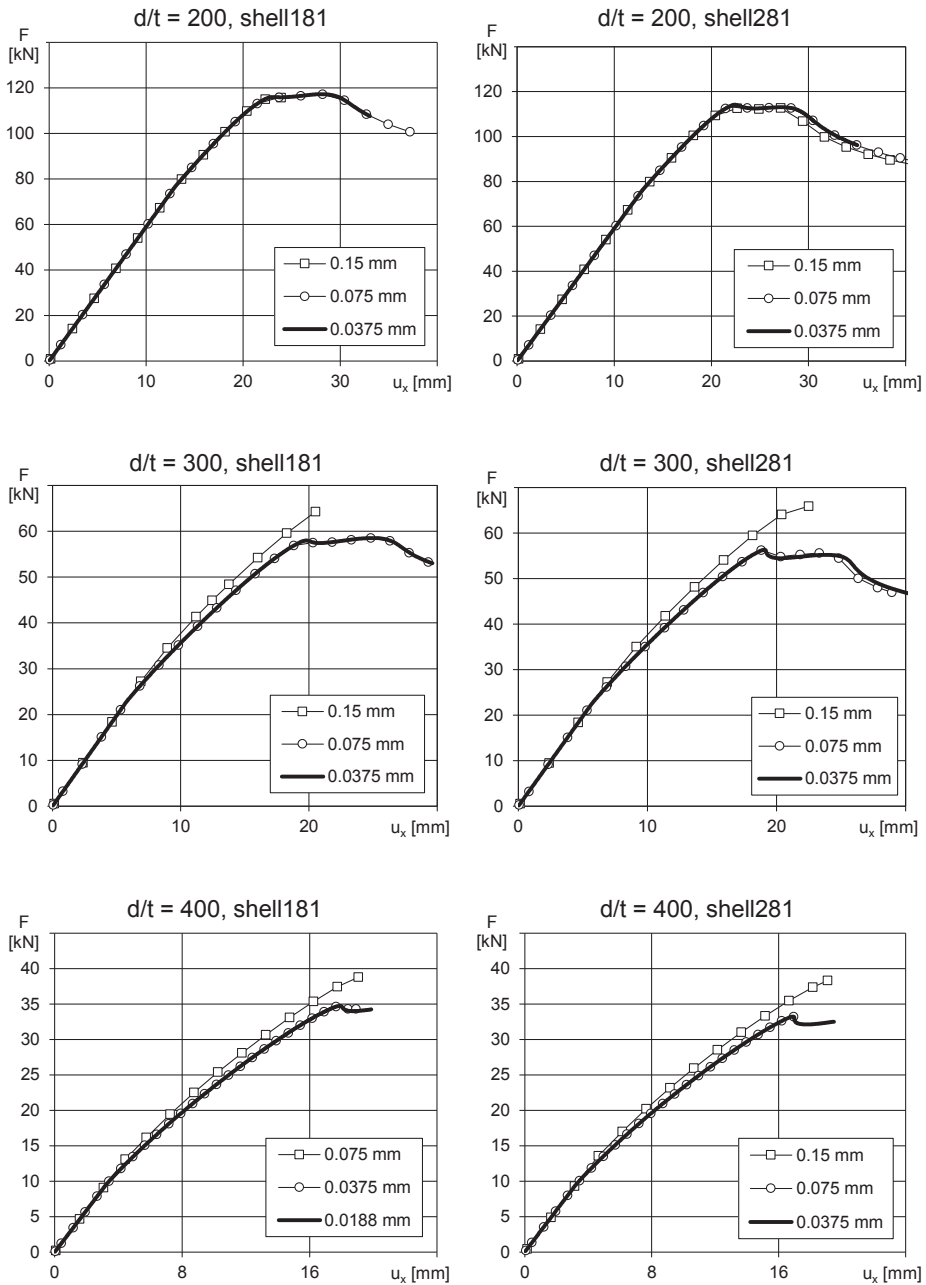 d/t = 200, shell181
F
[kN]
120
100
80
60
40
20
0
0 10 20 30 uₓ [mm]
0.15 mm
0.075 mm
0.0375 mm
d/t = 200, shell281
F
[kN]
120
100
80
60
40
20
0
0 10 20 30 uₓ [mm]
0.15 mm
0.075 mm
0.0375 mm
d/t = 300, shell181
F
[kN]
60
50
40
30
20
10
0
0 10 20 uₓ [mm]
0.15 mm
0.075 mm
0.0375 mm
d/t = 300, shell281
F
[kN]
60
50
40
30
20
10
0
0 10 20 uₓ [mm]
0.15 mm
0.075 mm
0.0375 mm
d/t = 400, shell181
F
[kN]
40
35
30
25
20
15
10
5
0
0 8 16 uₓ [mm]
0.075 mm
0.0375 mm
0.0188 mm
d/t = 400, shell281
F
[kN]
40
35
30
25
20
15
10
5
0
0 8 16 uₓ [mm]
0.15 mm
0.075 mm
0.0375 mm